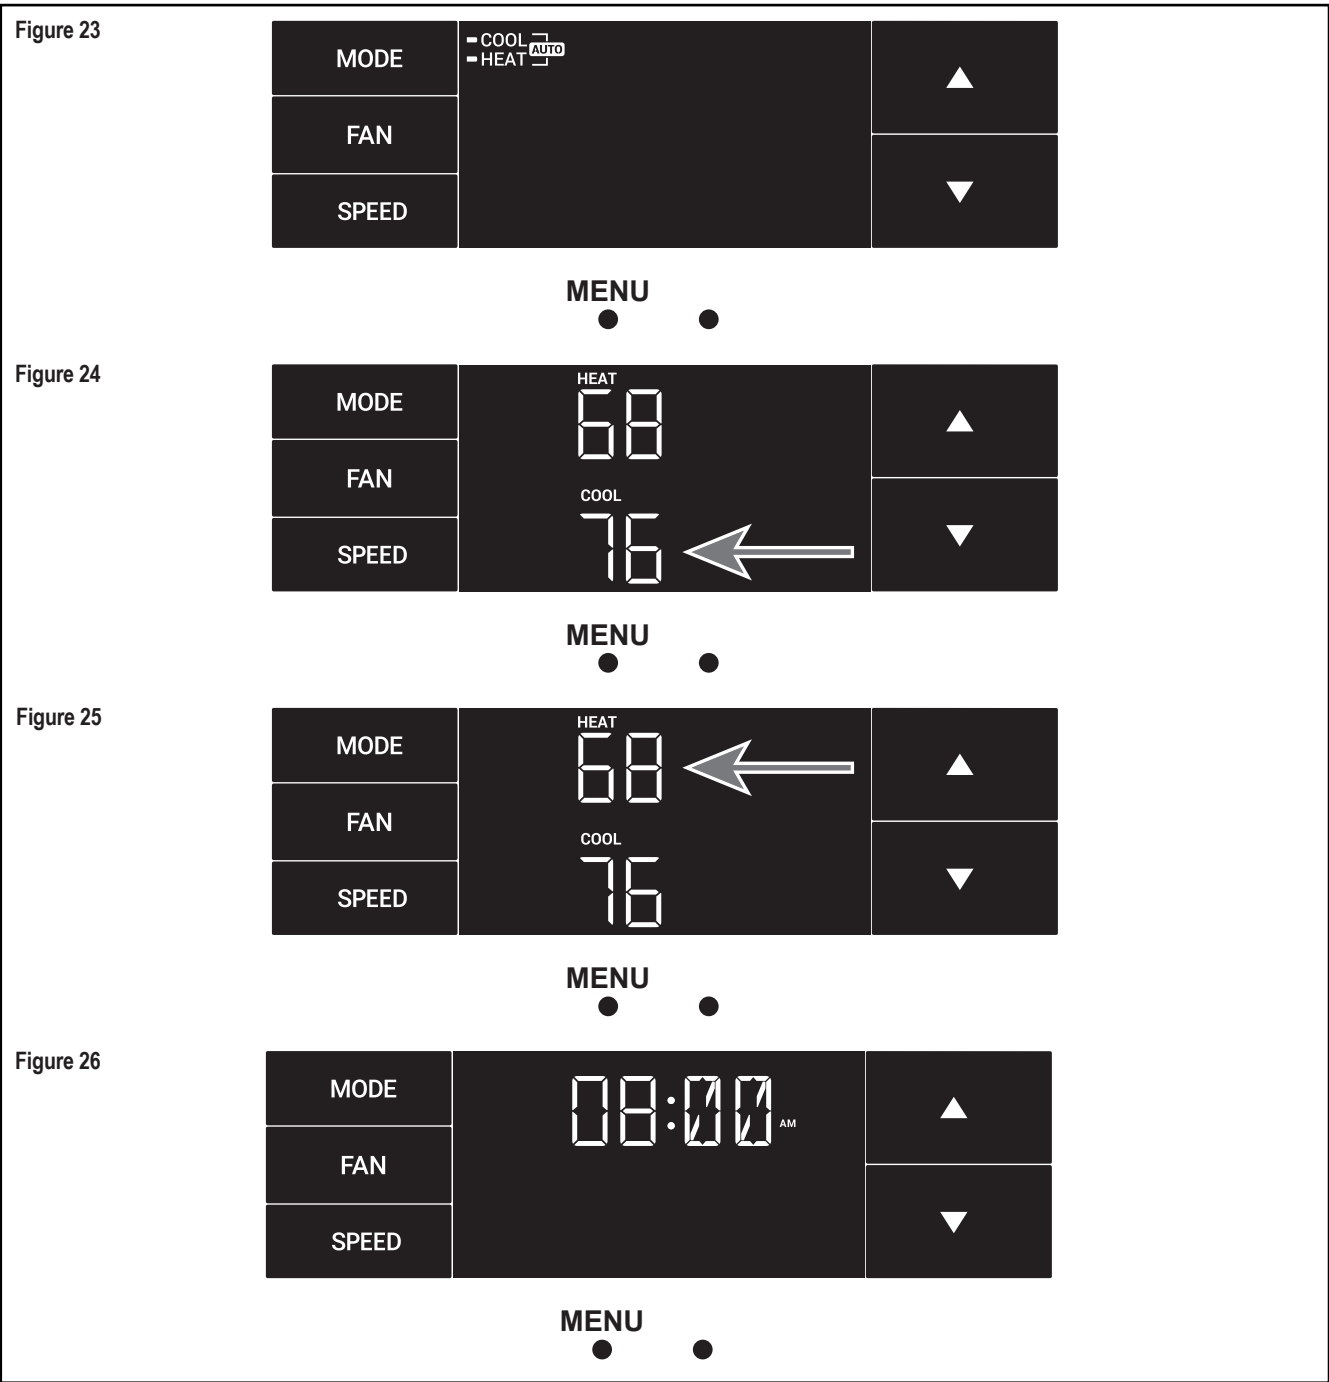 Figure 23
MODE
COOL
HEAT
AUTO
FAN
SPEED
MENU
Figure 24
MODE
FAN
SPEED
HEAT
68
COOL
76
MENU
Figure 25
MODE
FAN
SPEED
HEAT
68
COOL
76
MENU
Figure 26
MODE
FAN
SPEED
08:00 AM
MENU